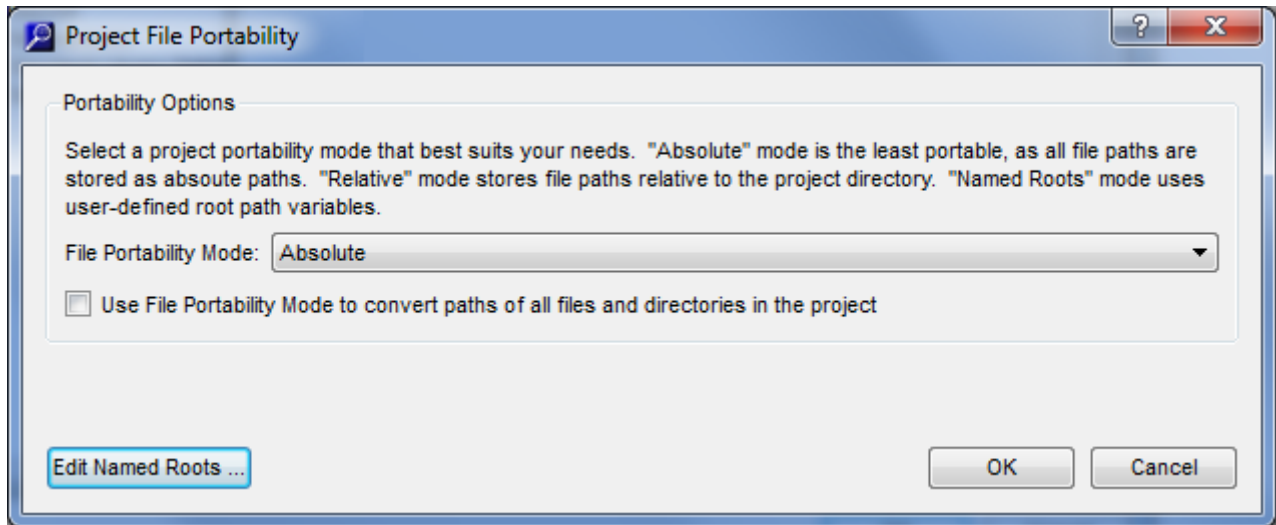 Project File Portability
?
Portability Options
Select a project portability mode that best suits your needs.  "Absolute" mode is the least portable, as all file paths are
stored as absoute paths.  "Relative" mode stores file paths relative to the project directory.  "Named Roots" mode uses
user-defined root path variables.
File Portability Mode: Absolute
Use File Portability Mode to convert paths of all files and directories in the project
Edit Named Roots ... OK Cancel